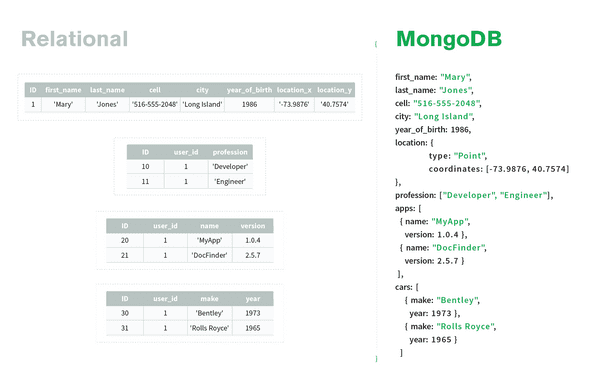 Relational
ID first_name last_name cell city year_of_birth location_x location_y
1 'Mary' 'Jones' '516-555-2048' 'Long Island' 1986 '-73.9876' '40.7574'
ID user_id profession
10 1 'Developer'
11 1 'Engineer'
ID user_id name version
20 1 'MyApp' 1.0.4
21 1 'DocFinder' 2.5.7
ID user_id make year
30 1 'Bentley' 1973
31 1 'Rolls Royce' 1965
MongoDB
first_name: "Mary",
last_name: "Jones",
cell: "516-555-2048",
city: "Long Island",
year_of_birth: 1986,
location: {
type: "Point",
coordinates: [-73.9876, 40.7574]
},
profession: ["Developer", "Engineer"],
apps: [
{ name: "MyApp",
version: 1.0.4 },
{ name: "DocFinder",
version: 2.5.7 }
],
cars: [
{ make: "Bentley",
year: 1973 },
{ make: "Rolls Royce",
year: 1965 }
]